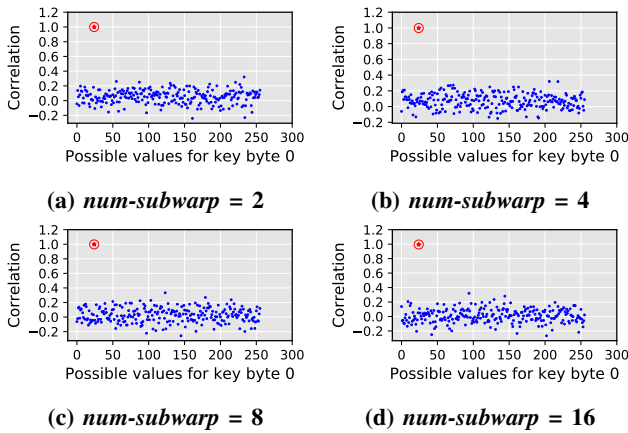 1.2
1.0
0.8
0.6
0.4
0.2
0.0
−0.2
Correlation
0 50 100 150 200 250 300
Possible values for key byte 0
(a) num-subwarp = 2
1.2
1.0
0.8
0.6
0.4
0.2
0.0
−0.2
Correlation
0 50 100 150 200 250 300
Possible values for key byte 0
(b) num-subwarp = 4
1.2
1.0
0.8
0.6
0.4
0.2
0.0
−0.2
Correlation
0 50 100 150 200 250 300
Possible values for key byte 0
(c) num-subwarp = 8
1.2
1.0
0.8
0.6
0.4
0.2
0.0
−0.2
Correlation
0 50 100 150 200 250 300
Possible values for key byte 0
(d) num-subwarp = 16